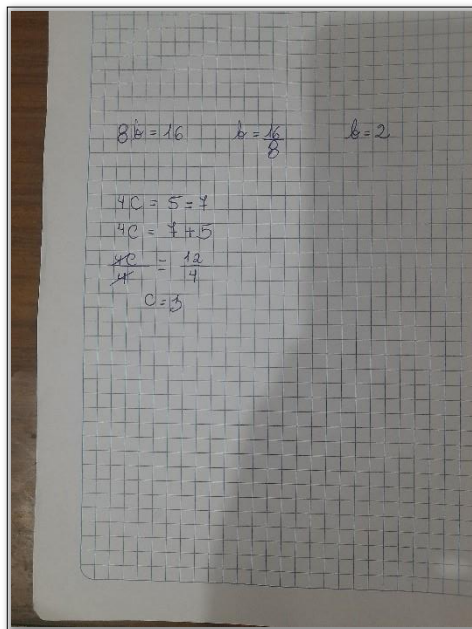 8b = 16 b = 16/8 b = 2
4C = 5 = 7
4C = 7 + 5
4C/4 = 12/4
C = 3